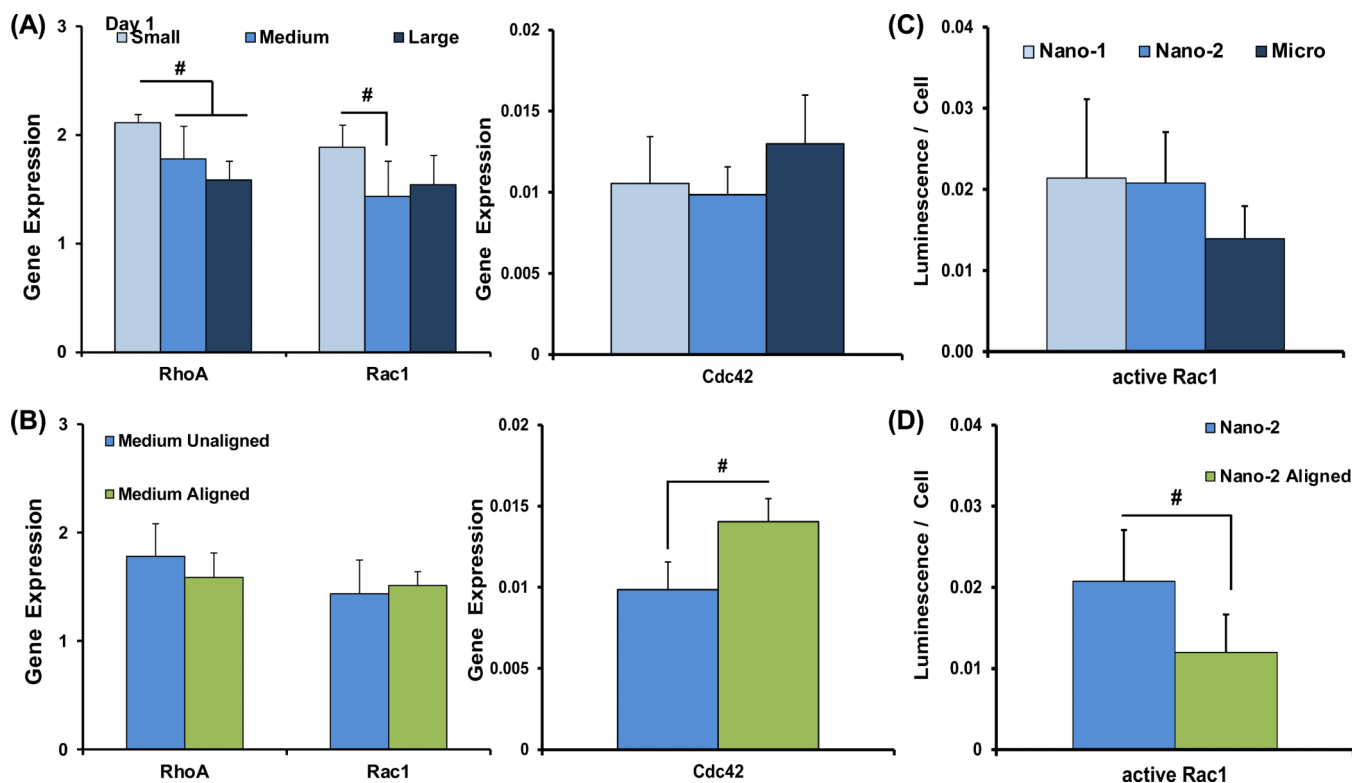 (A)
Day 1
Small Medium Large
Gene Expression
3
2
1
0
#
#
RhoA Rac1
Gene Expression
0.02
0.015
0.01
0.005
0
Cdc42
(C)
Nano-1 Nano-2 Micro
Luminescence / Cell
0.04
0.03
0.02
0.01
0.00
active Rac1
(B)
Medium Unaligned
Medium Aligned
Gene Expression
3
2
1
0
RhoA Rac1
Gene Expression
0.02
0.015
0.01
0.005
0
#
Cdc42
(D)
Nano-2
Nano-2 Aligned
Luminescence / Cell
0.04
0.03
0.02
0.01
0
#
active Rac1